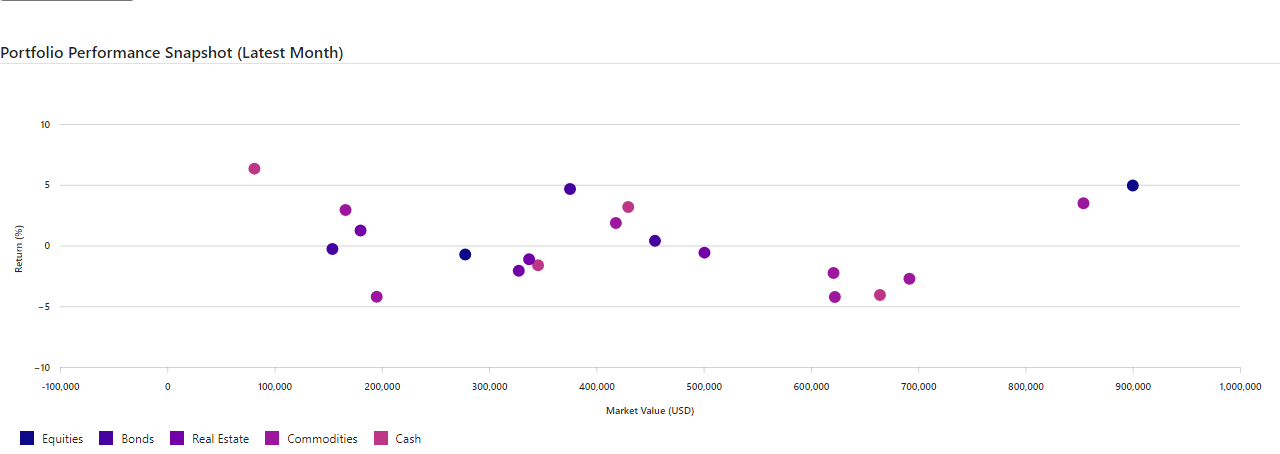 Portfolio Performance Snapshot (Latest Month)
10
5
0
−5
−10
Return (%)
-100,000 0 100,000 200,000 300,000 400,000 500,000 600,000 700,000 800,000 900,000 1,000,000
Market Value (USD)
Equities Bonds Real Estate Commodities Cash